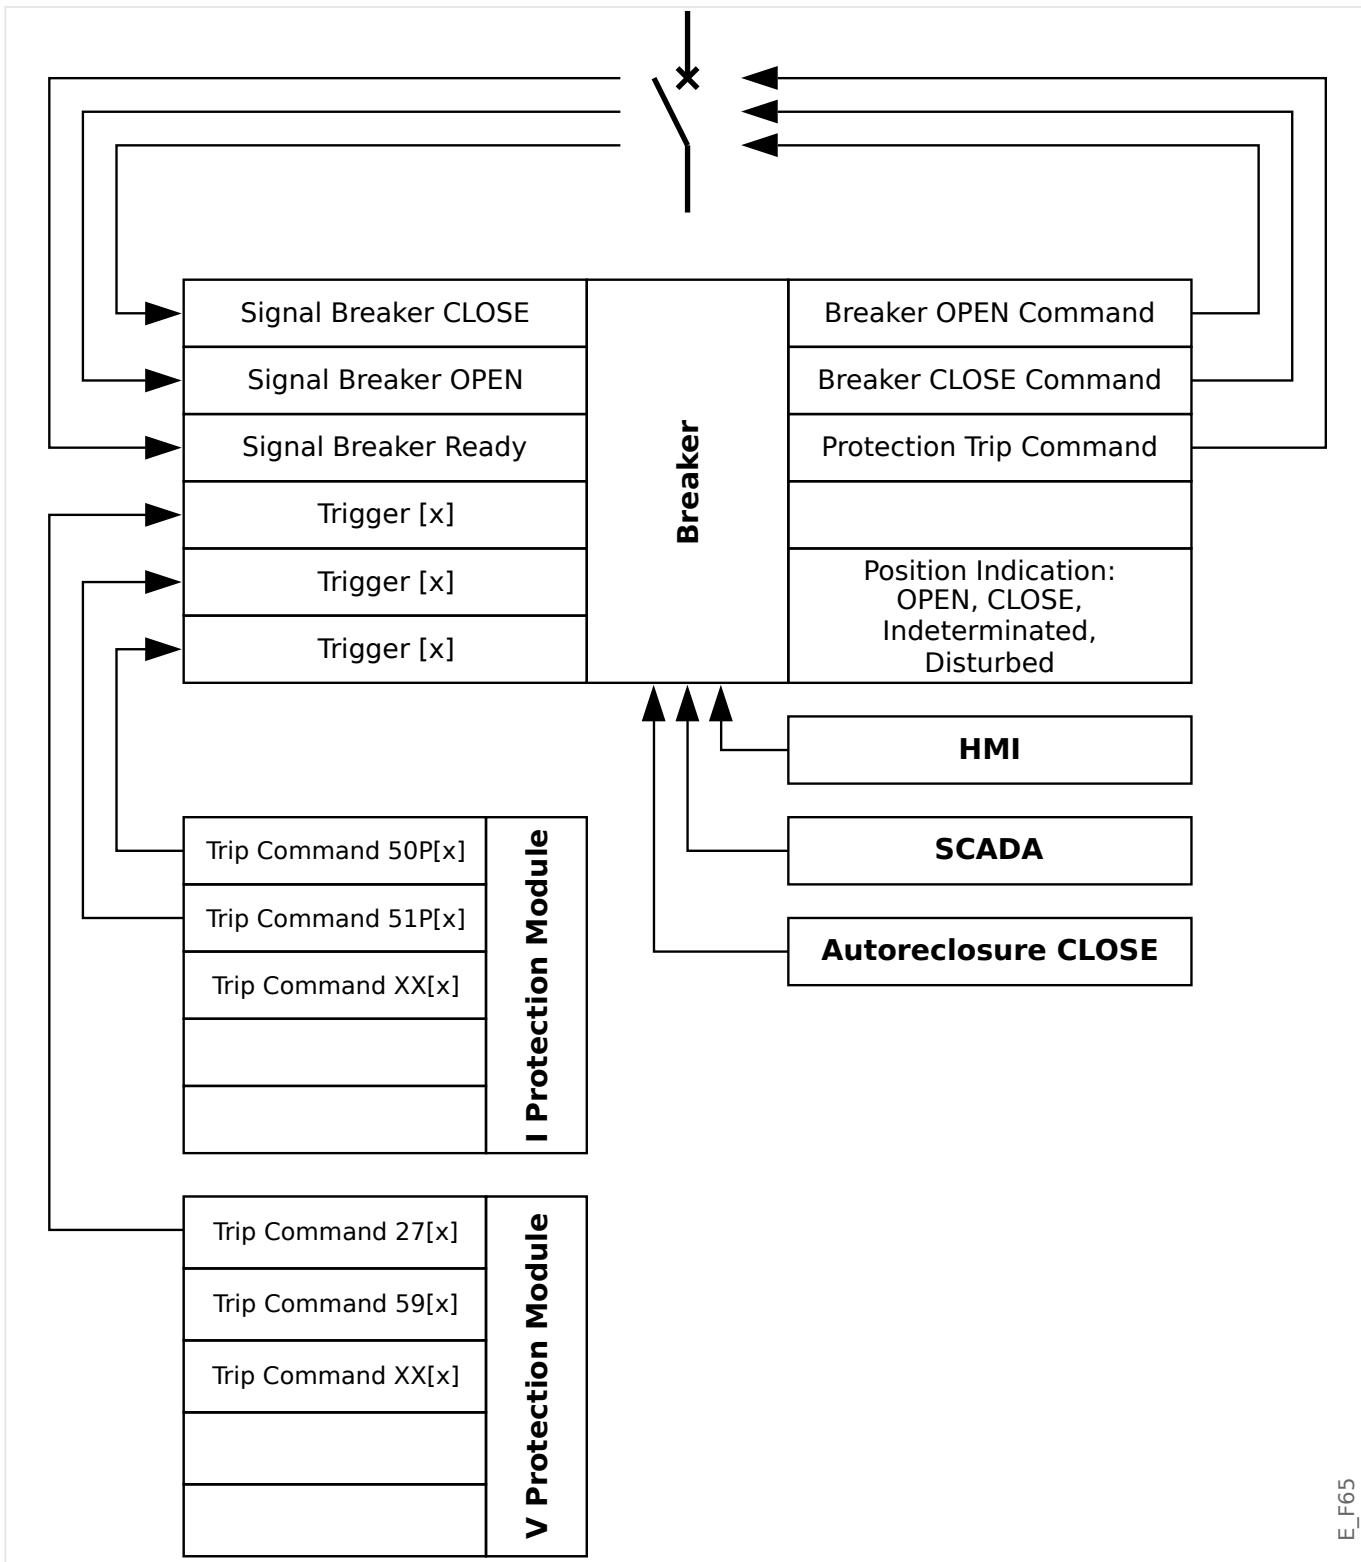 Signal Breaker CLOSE
Signal Breaker OPEN
Signal Breaker Ready
Trigger [x]
Trigger [x]
Trigger [x]
Breaker
Breaker OPEN Command
Breaker CLOSE Command
Protection Trip Command
Position Indication:
OPEN, CLOSE,
Indeterminated,
Disturbed
HMI
SCADA
Autoreclosure CLOSE
Trip Command 50P[x]
Trip Command 51P[x]
Trip Command XX[x]
I Protection Module
Trip Command 27[x]
Trip Command 59[x]
Trip Command XX[x]
V Protection Module
E_F65